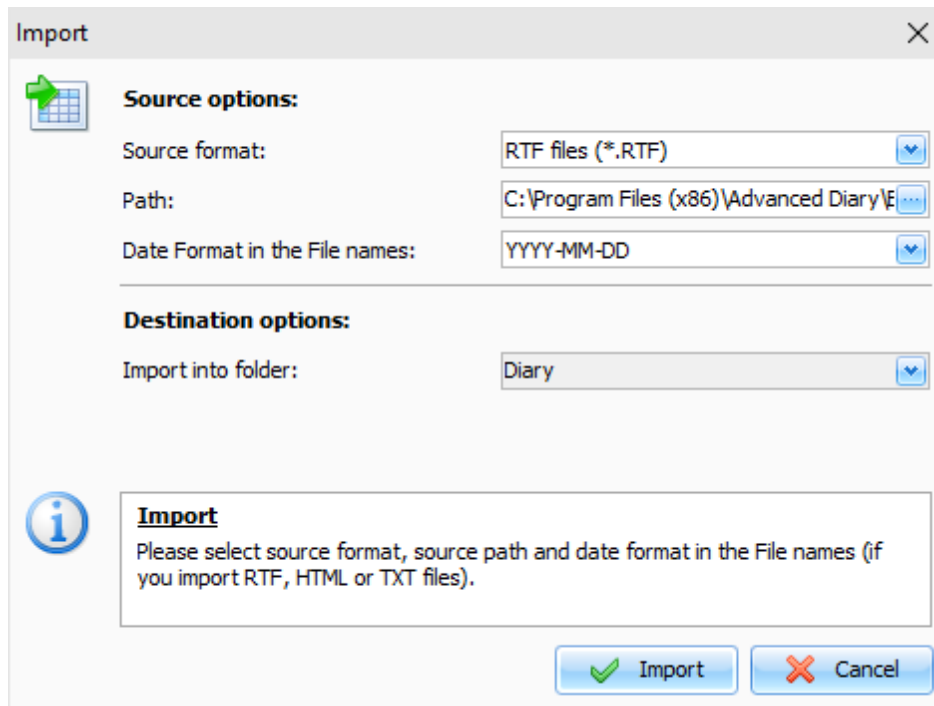 Import
Source options:
Source format: RTF files (*.RTF)
Path: C:\Program Files (x86)\Advanced Diary\E
Date Format in the File names: YYYY-MM-DD
Destination options:
Import into folder: Diary
Import
Please select source format, source path and date format in the File names (if
you import RTF, HTML or TXT files).
Import Cancel